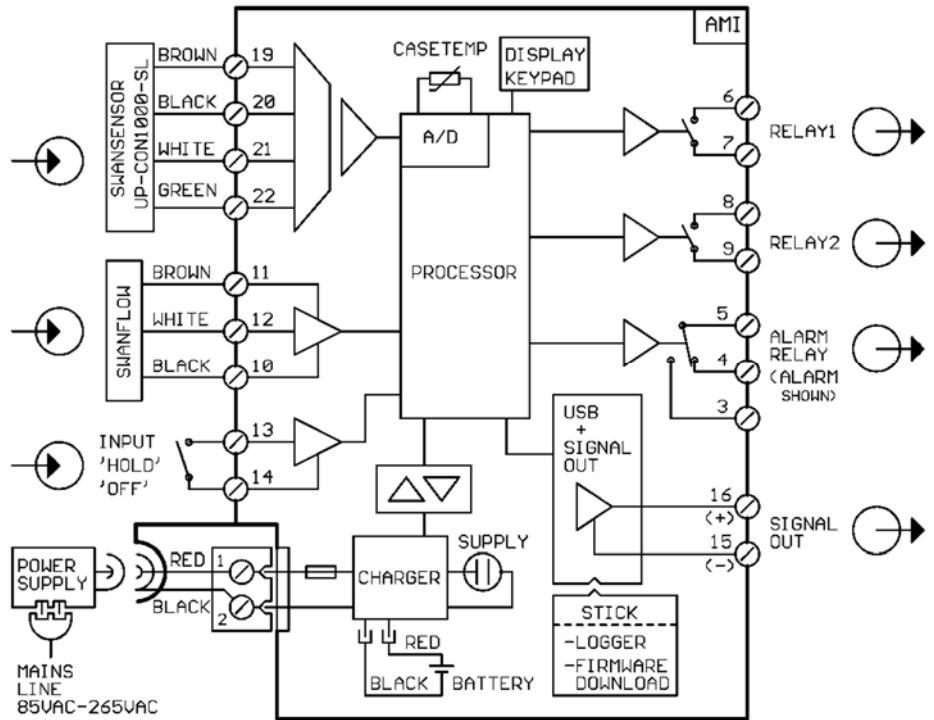 AMI
SWANSENSOR
UP-CON1000-SL
BROWN 19
BLACK 20
WHITE 21
GREEN 22
CASETEMP
DISPLAY
KEYPAD
A/D
PROCESSOR
6
7
RELAY1
8
9
RELAY2
SWANFLOW
BROWN 11
WHITE 12
BLACK 10
5
4
3
ALARM
RELAY
(ALARM
SHOWN)
INPUT
'HOLD'
'OFF'
13
14
USB
+
SIGNAL
OUT
16
(+)
15
(-)
SIGNAL
OUT
POWER
SUPPLY
RED 1
BLACK 2
CHARGER
SUPPLY
RED
BLACK
BATTERY
STICK
-LOGGER
-FIRMWARE
DOWNLOAD
MAINS
LINE
85VAC-265VAC